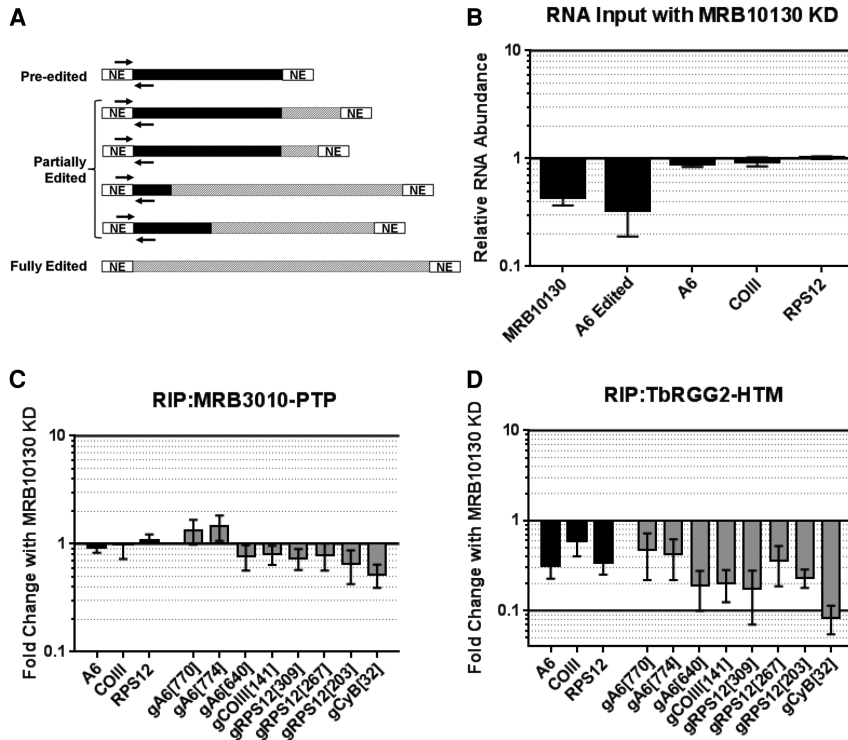 A
Pre-edited
NE
NE
NE
NE
Partially
Edited
NE
NE
NE
NE
NE
NE
Fully Edited
NE
NE
B
RNA Input with MRB10130 KD
Relative RNA Abundance
10
1
0.1
MRB10130
A6 Edited
A6
COIII
RPS12
C
RIP:MRB3010-PTP
Fold Change with MRB10130 KD
10
1
0.1
A6
COIII
RPS12
gA6[770]
gA6[774]
gA6[640]
gCOIII[141]
gRPS12[309]
gRPS12[267]
gRPS12[203]
gCyB[32]
D
RIP:TbRGG2-HTM
Fold Change with MRB10130 KD
10
1
0.1
A6
COIII
RPS12
gA6[770]
gA6[774]
gA6[640]
gCOIII[141]
gRPS12[309]
gRPS12[267]
gRPS12[203]
gCyB[32]